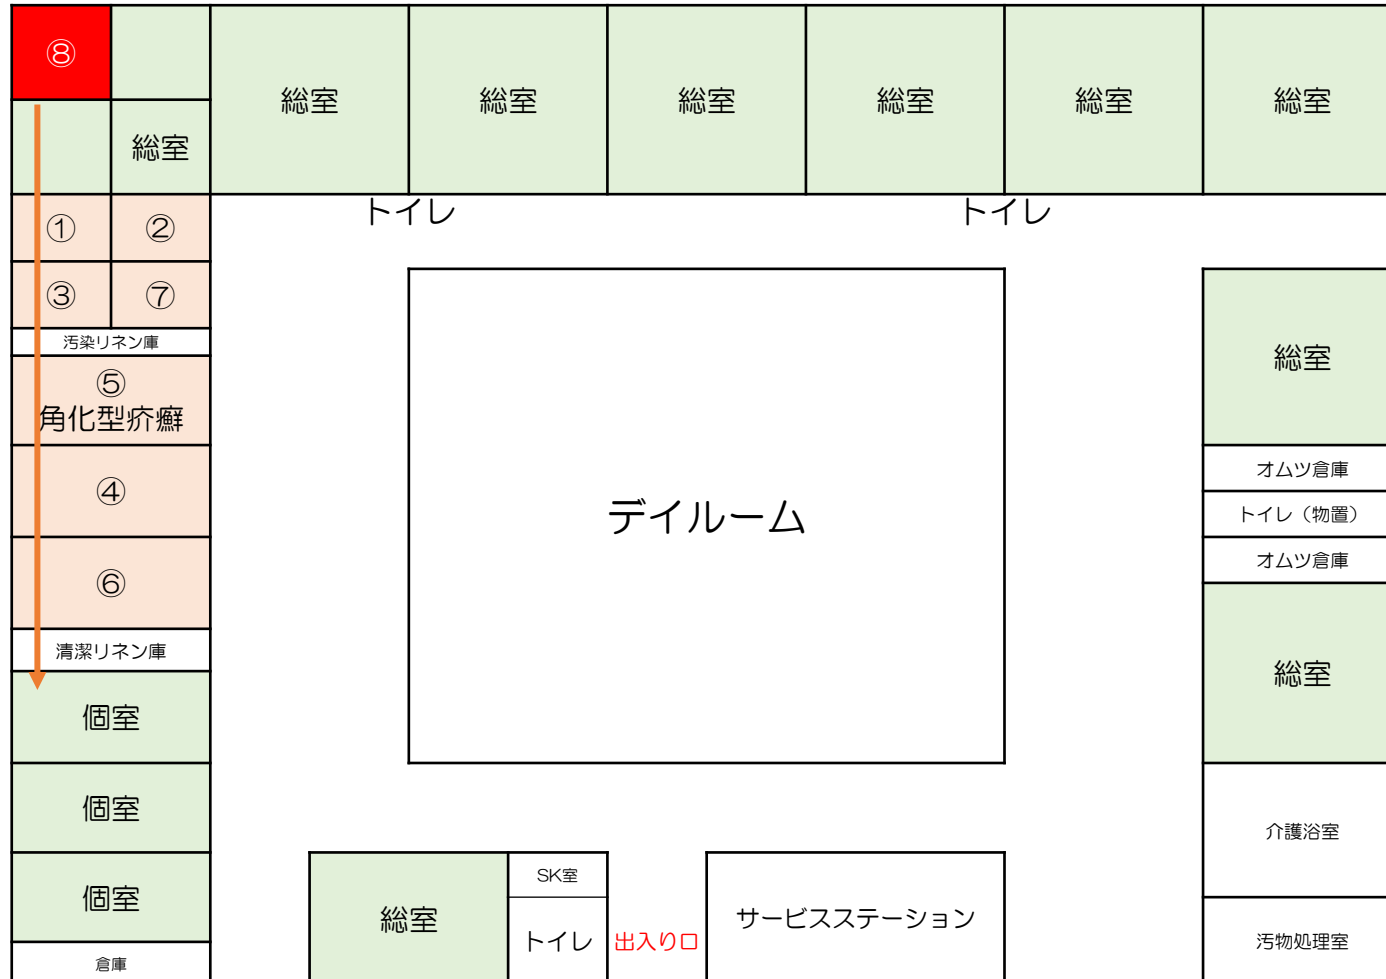 ⑧
総室
総室
総室
総室
総室
総室
総室
トイレ
トイレ
①
②
③
⑦
汚染リネン庫
⑤
角化型疥癬
④
⑥
清潔リネン庫
個室
個室
個室
倉庫
デイルーム
総室
オムツ倉庫
トイレ（物置）
オムツ倉庫
総室
介護浴室
汚物処理室
総室
SK室
トイレ
出入り口
サービスステーション